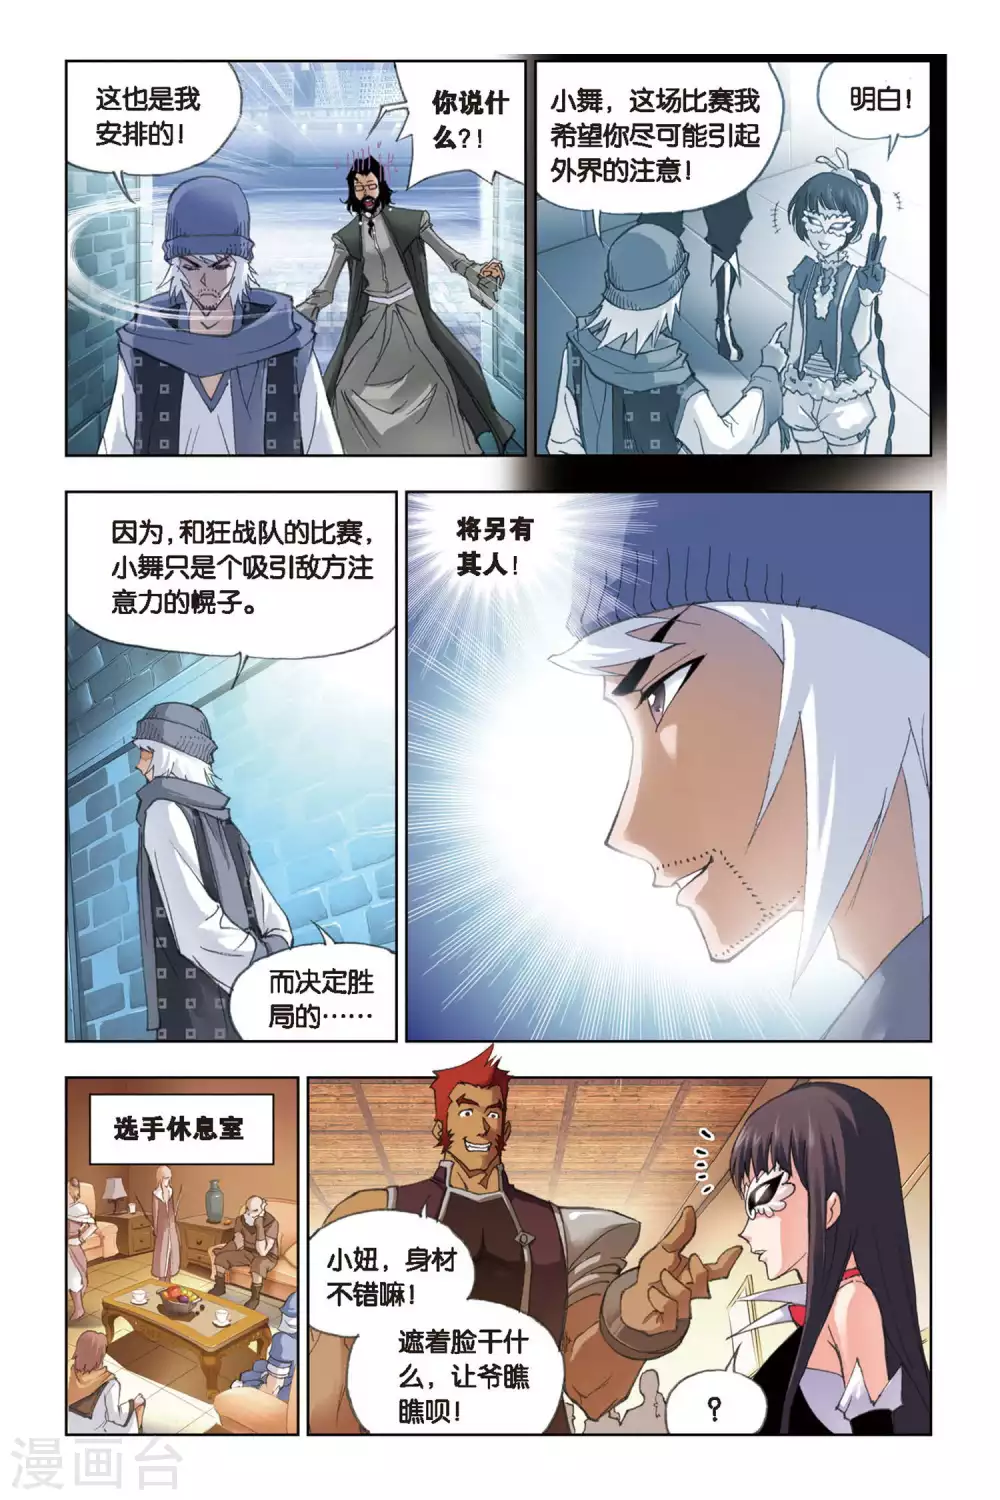 这也是我
安排的！
你说什
么？！
小舞，这场比赛我
希望你尽可能引起
外界的注意！
明白！
因为，和狂战队的比赛，
小舞只是个吸引敌方注
意力的幌子。
而决定胜
局的……
将另有
其人！
选手休息室
小妞，身材
不错嘛！
遮着脸干什
么，让爷瞧
瞧呗！
？
漫画台